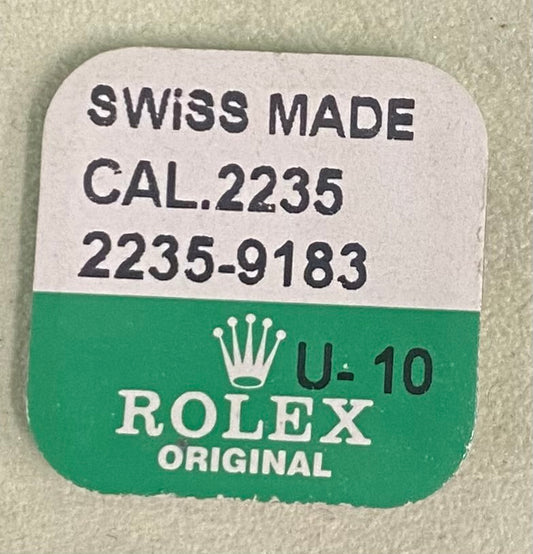 SWiSS MADE
CAL.2235
2235-9183
U- 10
ROLEX
ORIGINAL